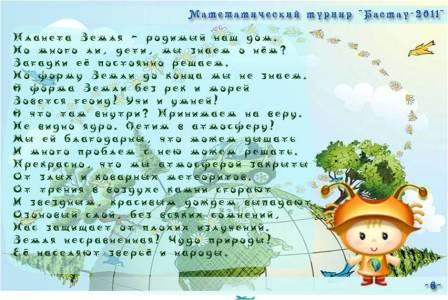 Математический турнир "Бастау-2011"
Планета Земля - родимый наш дом.
Но много ли, дети, мы знаем о нём?
Загадки её постоянно решаем.
Но форму Земли до конца мы не знаем.
А форма Земли без рек и морей
Зовется геоид! Учи и умней!
А что там внутри? Принимаем на веру.
Не видно ядро. Летим в атмосферу!
Мы ей благодарны, что можем дышать
И много проблем с нею можем решать.
Прекрасно, что мы атмосферой закрыты
От злых и коварных метеоритов.
От трения в воздухе камни сгорают
И звездным, красивым дождем выпадают.
Озоновый слой, без всяких сомнений,
Нас защищает от плохих излучений.
Земля несравненная! Чудо природы!
Её населяют зверьё и народы.
-6-